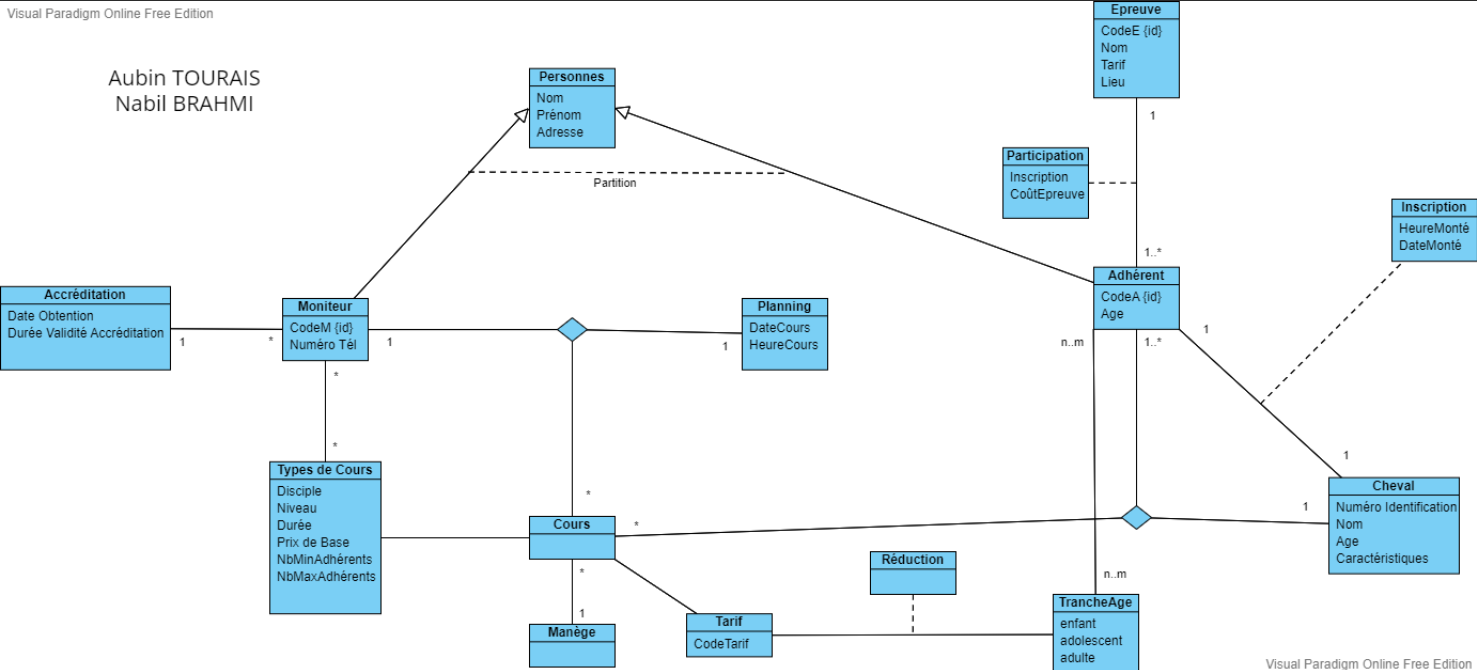 Visual Paradigm Online Free Edition
Aubin TOURAIS
Nabil BRAHMI
Epreuve
CodeE {id}
Nom
Tarif
Lieu
1
Personnes
Nom
Prénom
Adresse
Partition
Participation
Inscription
CoûtEpreuve
1..*
Inscription
HeureMonté
DateMonté
Adhérent
CodeA {id}
Age
n..m
1..*
1
Accréditation
Date Obtention
Durée Validité Accréditation
1
*
Moniteur
CodeM {id}
Numéro Tél
1
*
Planning
DateCours
HeureCours
1
*
Types de Cours
Disciple
Niveau
Durée
Prix de Base
NbMinAdhérents
NbMaxAdhérents
*
Cours
*
*
1
1
1
Cheval
Numéro Identification
Nom
Age
Caractéristiques
Manège
Réduction
Tarif
CodeTarif
n..m
TrancheAge
enfant
adolescent
adulte
Visual Paradigm Online Free Edition